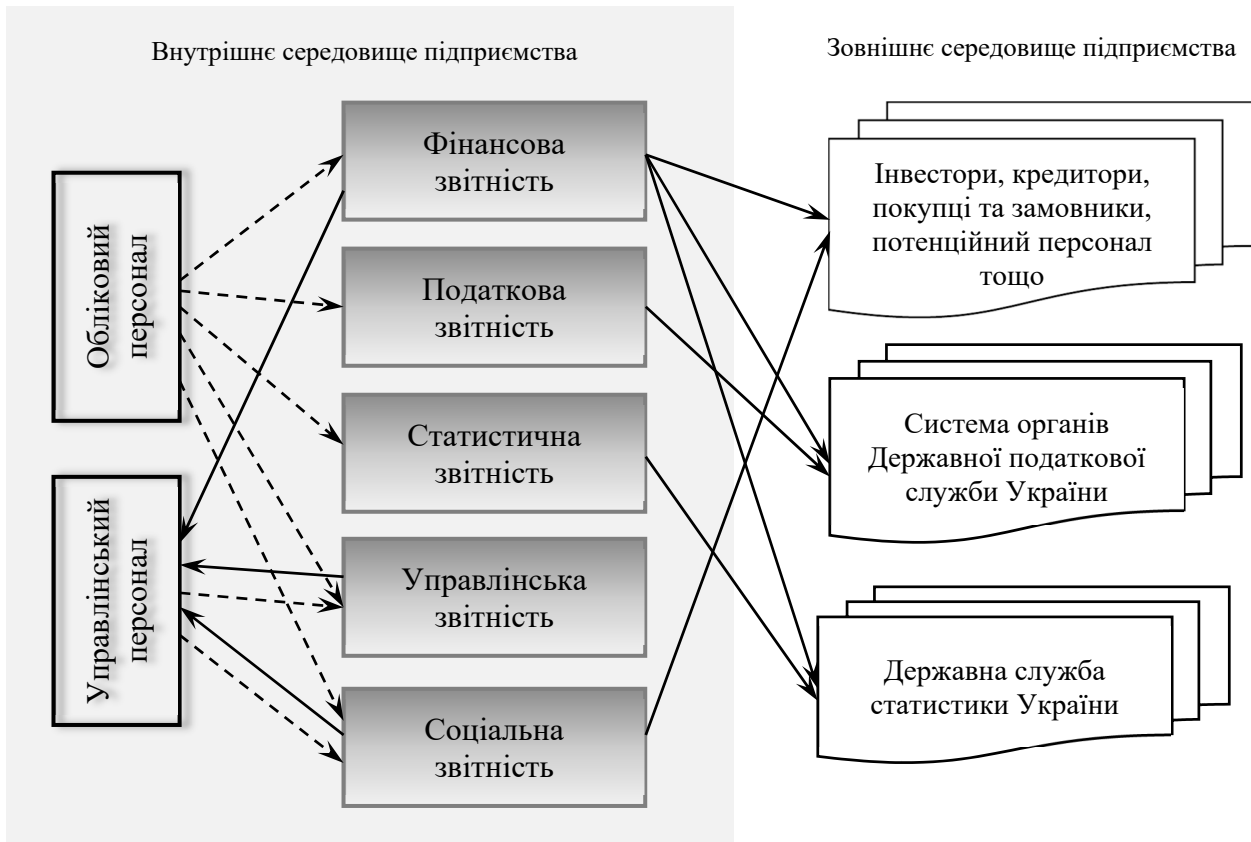 Внутрішнє середовище підприємства
Зовнішнє середовище підприємства
Обліковий
персонал
Управлінський
персонал
Фінансова
звітність
Податкова
звітність
Статистична
звітність
Управлінська
звітність
Соціальна
звітність
Інвестори, кредитори,
покупці та замовники,
потенційний персонал
тощо
Система органів
Державної податкової
служби України
Державна служба
статистики України